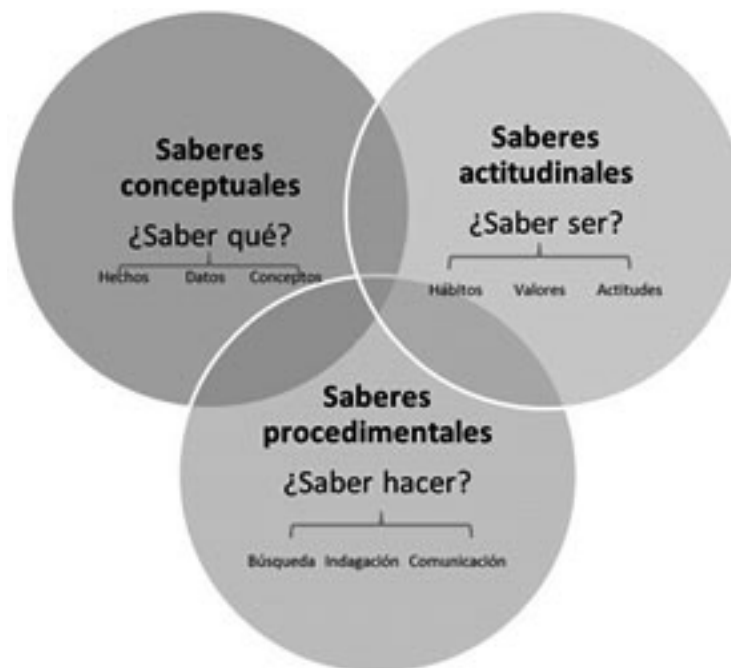 Saberes
conceptuales
¿Saber qué?
Hechos Datos Conceptos
Saberes
actitudinales
¿Saber ser?
Hábitos Valores Actitudes
Saberes
procedimentales
¿Saber hacer?
Búsqueda Indagación Comunicación